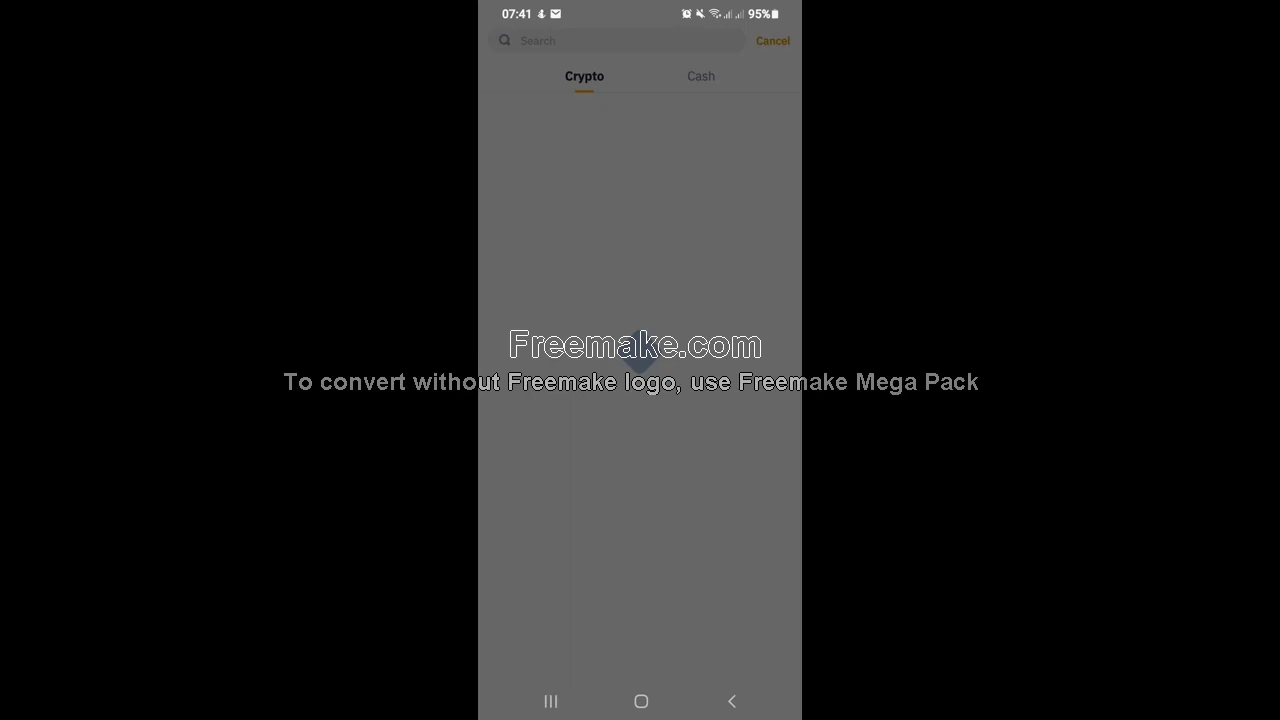 07:41 95%
Search Cancel
Crypto Cash
Freemake.com
To convert without Freemake logo, use Freemake Mega Pack